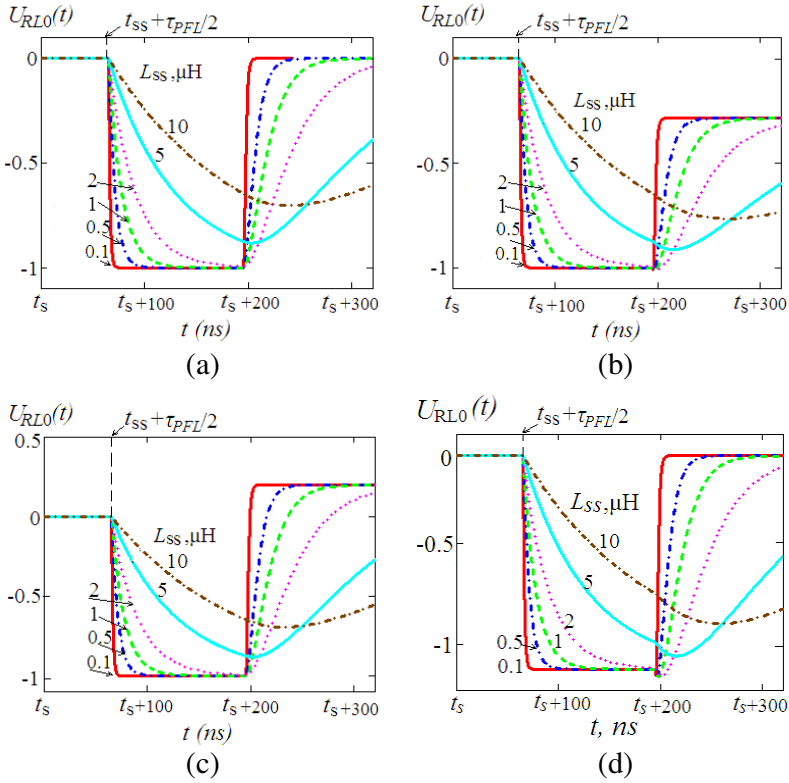 U_RL0(t)
t_SS + τ_PFL/2
0
-0.5
-1
L_SS, μH
10
5
2
1
0.5
0.1
t_S
t_S+100
t_S+200
t_S+300
t (ns)
(a)
U_RL0(t)
t_SS + τ_PFL/2
0
-0.5
-1
L_SS, μH
10
5
2
1
0.5
0.1
t_S
t_S+100
t_S+200
t_S+300
t (ns)
(b)
U_RL0(t)
t_SS + τ_PFL/2
0.5
0
-0.5
-1
L_SS, μH
10
5
2
1
0.5
0.1
t_S
t_S+100
t_S+200
t_S+300
t (ns)
(c)
U_RL0 (t)
t_SS + τ_PFL/2
0
-0.5
-1
L_SS, μH
10
5
2
1
0.5
0.1
t_S
t_S+100
t_S+200
t_S+300
t, ns
(d)